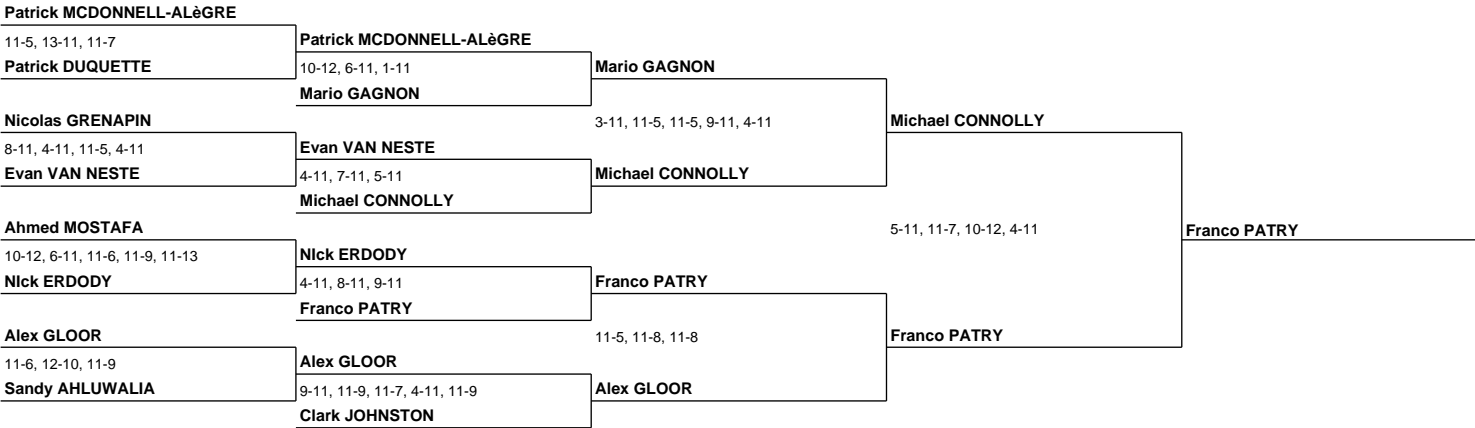 Patrick MCDONNELL-ALèGRE
11-5, 13-11, 11-7
Patrick DUQUETTE
Patrick MCDONNELL-ALèGRE
10-12, 6-11, 1-11
Mario GAGNON
Mario GAGNON
Nicolas GRENAPIN
8-11, 4-11, 11-5, 4-11
Evan VAN NESTE
Evan VAN NESTE
4-11, 7-11, 5-11
Michael CONNOLLY
3-11, 11-5, 11-5, 9-11, 4-11
Michael CONNOLLY
Michael CONNOLLY
Ahmed MOSTAFA
10-12, 6-11, 11-6, 11-9, 11-13
NIck ERDODY
NIck ERDODY
4-11, 8-11, 9-11
Franco PATRY
Franco PATRY
Alex GLOOR
11-6, 12-10, 11-9
Sandy AHLUWALIA
Alex GLOOR
9-11, 11-9, 11-7, 4-11, 11-9
Clark JOHNSTON
11-5, 11-8, 11-8
Alex GLOOR
Franco PATRY
5-11, 11-7, 10-12, 4-11
Franco PATRY